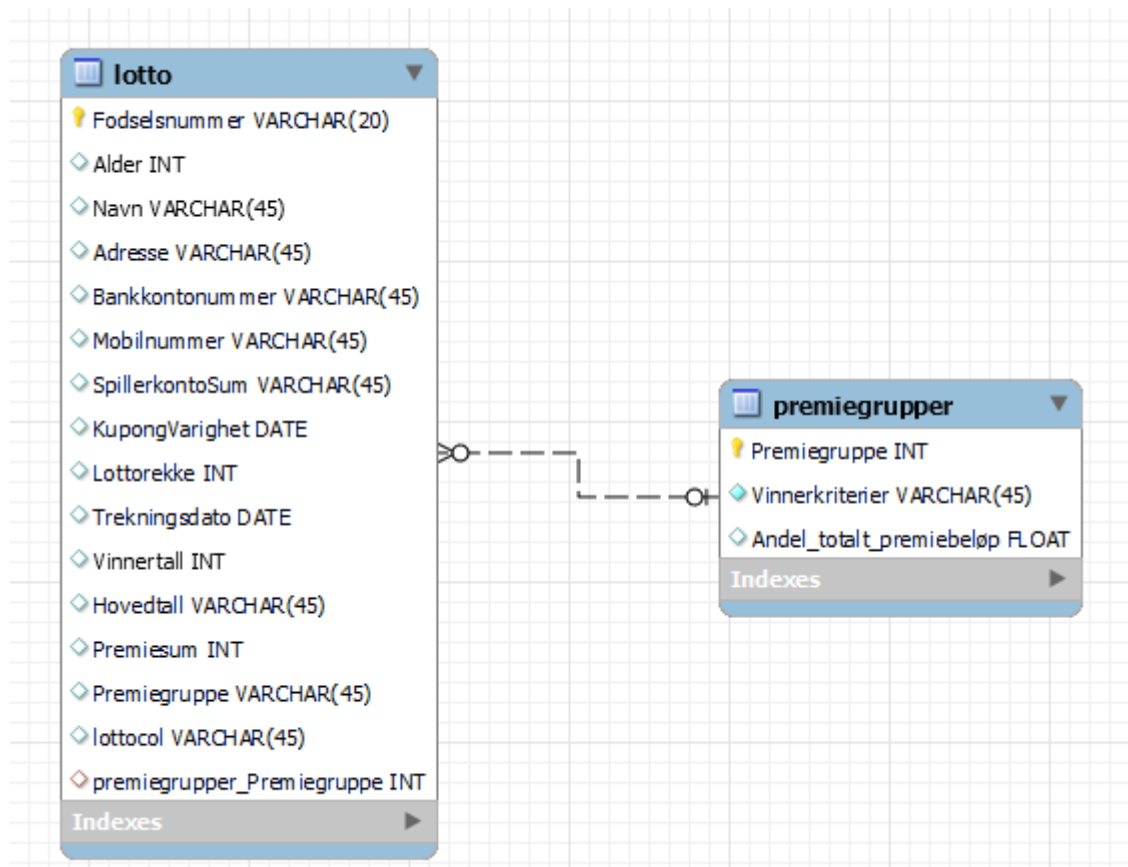 lotto
Fodselsnummer VARCHAR(20)
Alder INT
Navn VARCHAR(45)
Adresse VARCHAR(45)
Bankkontonummer VARCHAR(45)
Mobilnummer VARCHAR(45)
SpillerkontoSum VARCHAR(45)
KupongVarighet DATE
Lottorekke INT
Trekningsdato DATE
Vinnertall INT
Hovedtall VARCHAR(45)
Premiesum INT
Premiegruppe VARCHAR(45)
lottocol VARCHAR(45)
premiegrupper_Premiegruppe INT
Indexes
premiegrupper
Premiegruppe INT
Vinnerkriterier VARCHAR(45)
Andel_totalt_premiebeløp FLOAT
Indexes